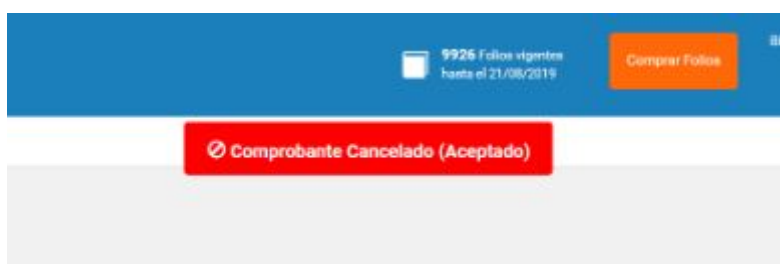 9926 Folios vigentes
hasta el 21/08/2019
Comprar Folios
Comprobante Cancelado (Aceptado)